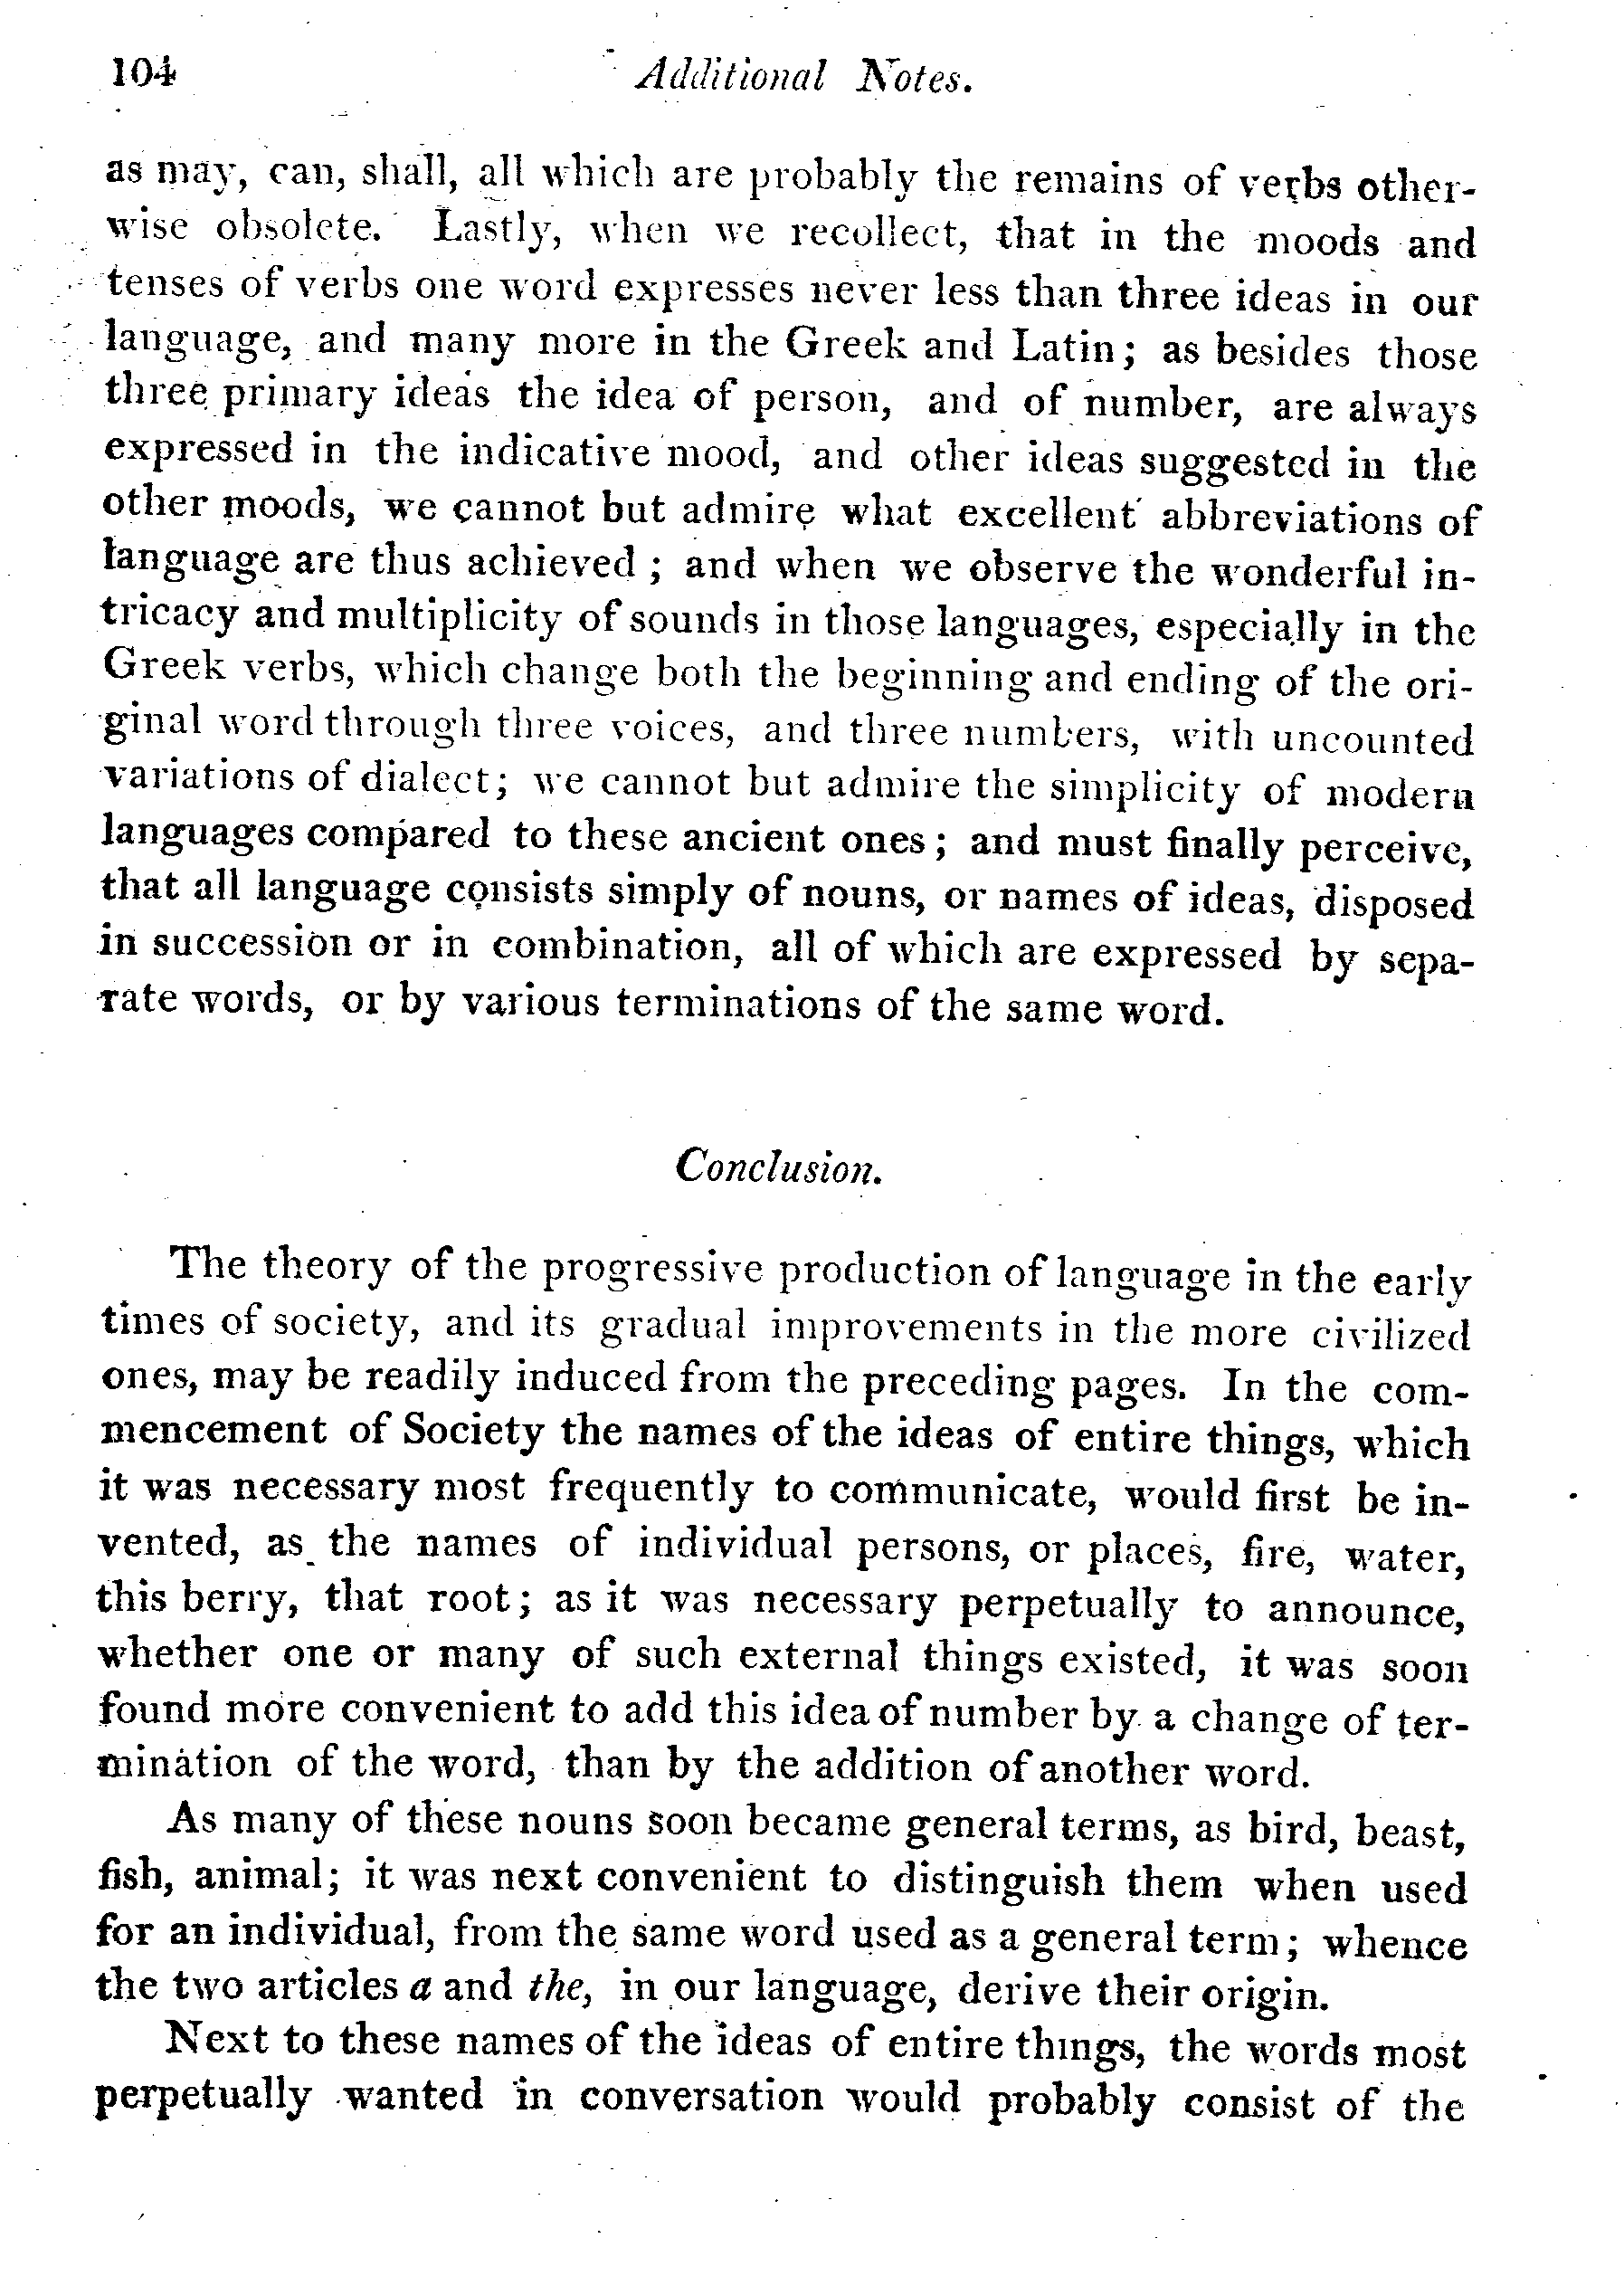 104 Additional Notes.
as may, can, shall, all which are probably the remains of verbs other-
wise obsolete. Lastly, when we recollect, that in the moods and
tenses of verbs one word expresses never less than three ideas in our
language, and many more in the Greek and Latin; as besides those
three primary ideas the idea of person, and of number, are always
expressed in the indicative mood, and other ideas suggested in the
other moods, we cannot but admire what excellent abbreviations of
language are thus achieved; and when we observe the wonderful in-
tricacy and multiplicity of sounds in those languages, especially in the
Greek verbs, which change both the beginning and ending of the ori-
ginal word through three voices, and three numbers, with uncounted
variations of dialect; we cannot but admire the simplicity of modern
languages compared to these ancient ones; and must finally perceive,
that all language consists simply of nouns, or names of ideas, disposed
in succession or in combination, all of which are expressed by sepa-
rate words, or by various terminations of the same word.
Conclusion.
The theory of the progressive production of language in the early
times of society, and its gradual improvements in the more civilized
ones, may be readily induced from the preceding pages. In the com-
mencement of Society the names of the ideas of entire things, which
it was necessary most frequently to communicate, would first be in-
vented, as the names of individual persons, or places, fire, water,
this berry, that root; as it was necessary perpetually to announce,
whether one or many of such external things existed, it was soon
found more convenient to add this idea of number by a change of ter-
mination of the word, than by the addition of another word.
As many of these nouns soon became general terms, as bird, beast,
fish, animal; it was next convenient to distinguish them when used
for an individual, from the same word used as a general term; whence
the two articles a and the, in our language, derive their origin.
Next to these names of the ideas of entire things, the words most
perpetually wanted in conversation would probably consist of the